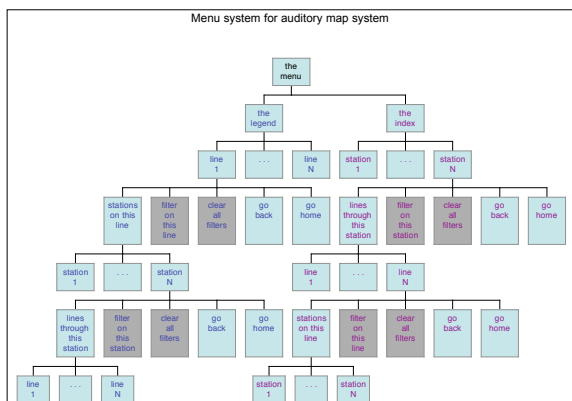 Menu system for auditory map system
the
menu
the
legend
the
index
line
1
. . .
line
N
station
1
. . .
station
N
stations
on this
line
filter
on
this
line
clear
all
filters
go
back
go
home
lines
through
this
station
filter
on
this
station
clear
all
filters
go
back
go
home
station
1
. . .
station
N
line
1
. . .
line
N
lines
through
this
station
filter
on
this
station
clear
all
filters
go
back
go
home
stations
on this
line
filter
on
this
line
clear
all
filters
go
back
go
home
line
1
. . .
line
N
station
1
. . .
station
N